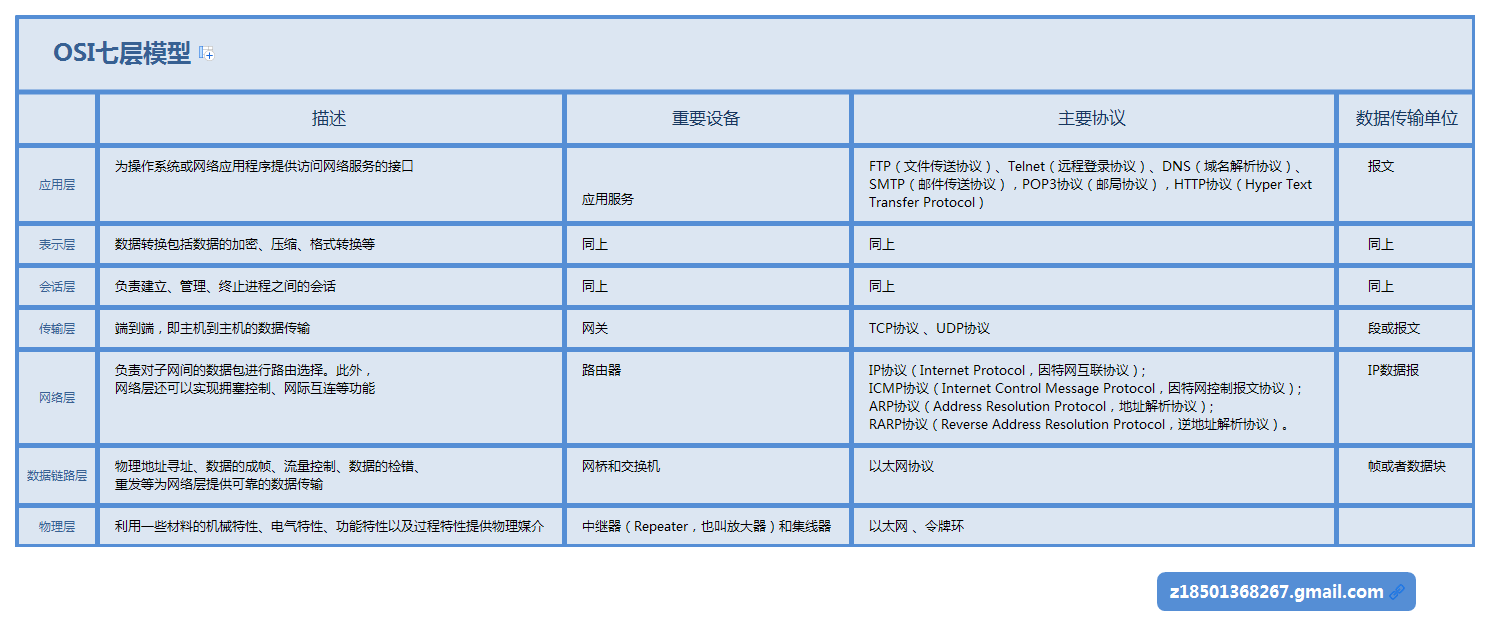 OSI七层模型
描述 重要设备 主要协议 数据传输单位
应用层
为操作系统或网络应用程序提供访问网络服务的接口
应用服务
FTP（文件传送协议）、Telnet（远程登录协议）、DNS（域名解析协议）、
SMTP（邮件传送协议），POP3协议（邮局协议），HTTP协议（Hyper Text
Transfer Protocol）
报文
表示层 数据转换包括数据的加密、压缩、格式转换等 同上 同上 同上
会话层 负责建立、管理、终止进程之间的会话 同上 同上 同上
传输层 端到端，即主机到主机的数据传输 网关 TCP协议 、UDP协议 段或报文
网络层
负责对子网间的数据包进行路由选择。此外，
网络层还可以实现拥塞控制、网际互连等功能
路由器
IP协议（Internet Protocol，因特网互联协议）;
ICMP协议（Internet Control Message Protocol，因特网控制报文协议）;
ARP协议（Address Resolution Protocol，地址解析协议）;
RARP协议（Reverse Address Resolution Protocol，逆地址解析协议）。
IP数据报
数据链路层
物理地址寻址、数据的成帧、流量控制、数据的检错、
重发等为网络层提供可靠的数据传输
网桥和交换机
以太网协议
帧或者数据块
物理层 利用一些材料的机械特性、电气特性、功能特性以及过程特性提供物理媒介 中继器（Repeater，也叫放大器）和集线器 以太网 、令牌环
z18501368267.gmail.com